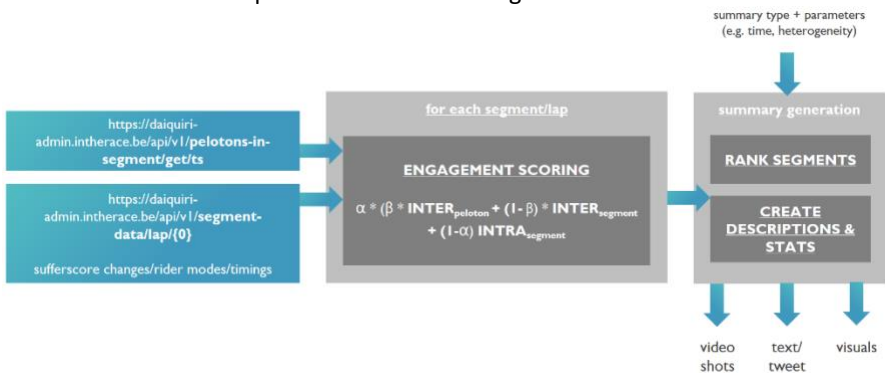 summary type + parameters
(e.g. time, heterogeneity)
for each segment/lap
summary generation
https://daiquiri-
admin.intherace.be/api/v1/pelotons-in-
segment/get/ts
https://daiquiri-
admin.intherace.be/api/v1/segment-
data/lap/{0}
sufferscore changes/rider modes/timings
ENGAGEMENT SCORING
α * (β * INTERpeloton + (1- β) * INTERsegment
+ (1-α) INTRAsegment
RANK SEGMENTS
CREATE
DESCRIPTIONS &
STATS
video
shots
text/
tweet
visuals